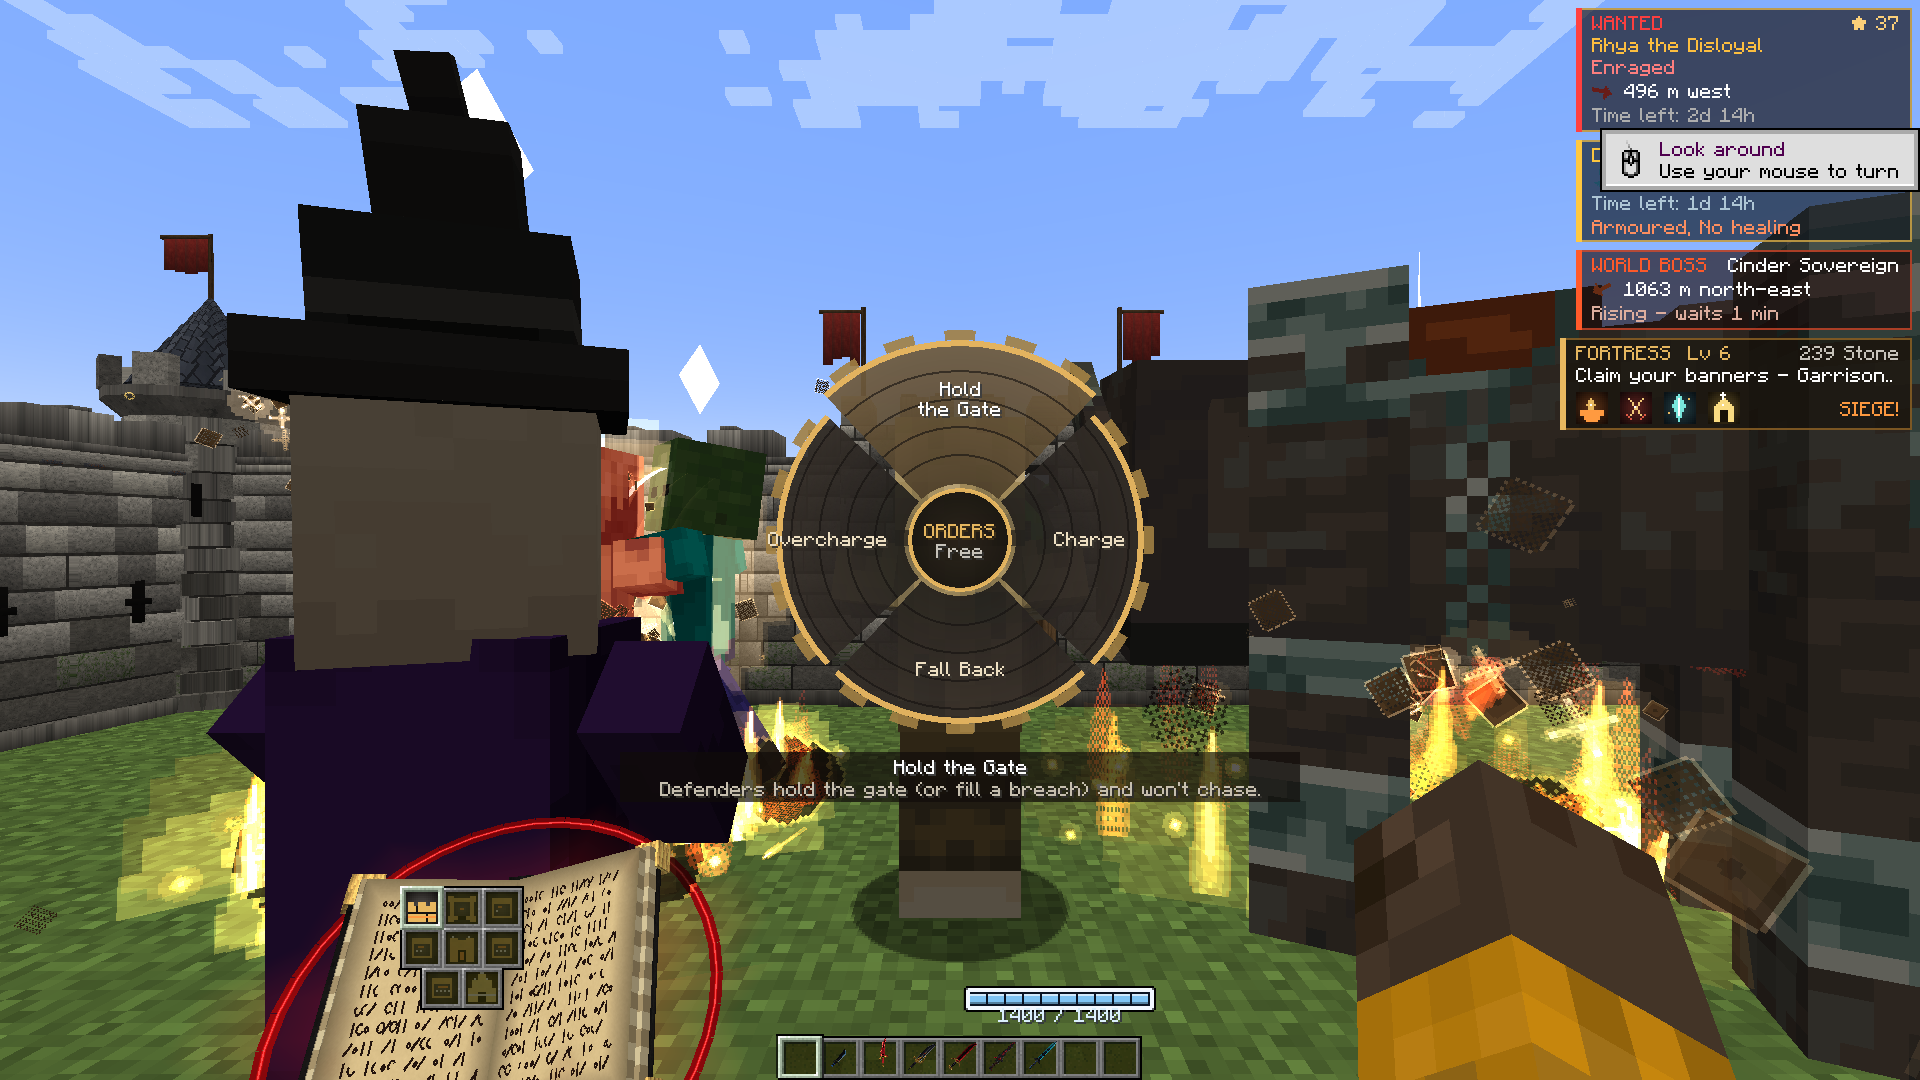 WANTED 37
Rhya the Disloyal
Enraged
496 m west
Time left: 2d 14h
Look around
Use your mouse to turn
Time left: 1d 14h
Armoured, No healing
WORLD BOSS Cinder Sovereign
1063 m north-east
Rising - waits 1 min
FORTRESS Lv 6 239 Stone
Claim your banners - Garrison..
SIEGE!
Hold
the Gate
Overcharge
ORDERS
Free
Charge
Fall Back
Hold the Gate
Defenders hold the gate (or fill a breach) and won't chase.
1400 / 1400